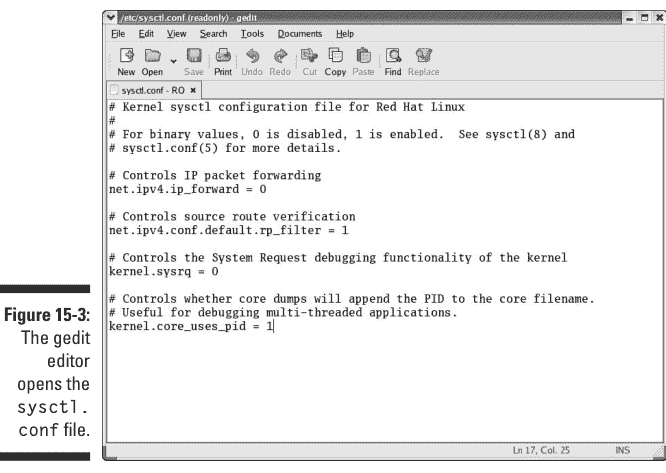 /etc/sysctl.conf (readonly) - gedit
File Edit View Search Tools Documents Help
New Open Save Print Undo Redo Cut Copy Paste Find Replace
sysctl.conf - RO
# Kernel sysctl configuration file for Red Hat Linux
#
# For binary values, 0 is disabled, 1 is enabled.  See sysctl(8) and
# sysctl.conf(5) for more details.
# Controls IP packet forwarding
net.ipv4.ip_forward = 0
# Controls source route verification
net.ipv4.conf.default.rp_filter = 1
# Controls the System Request debugging functionality of the kernel
kernel.sysrq = 0
# Controls whether core dumps will append the PID to the core filename.
# Useful for debugging multi-threaded applications.
kernel.core_uses_pid = 1
Ln 17, Col. 25 INS
Figure 15-3:
The gedit
editor
opens the
sysctl.
conf file.